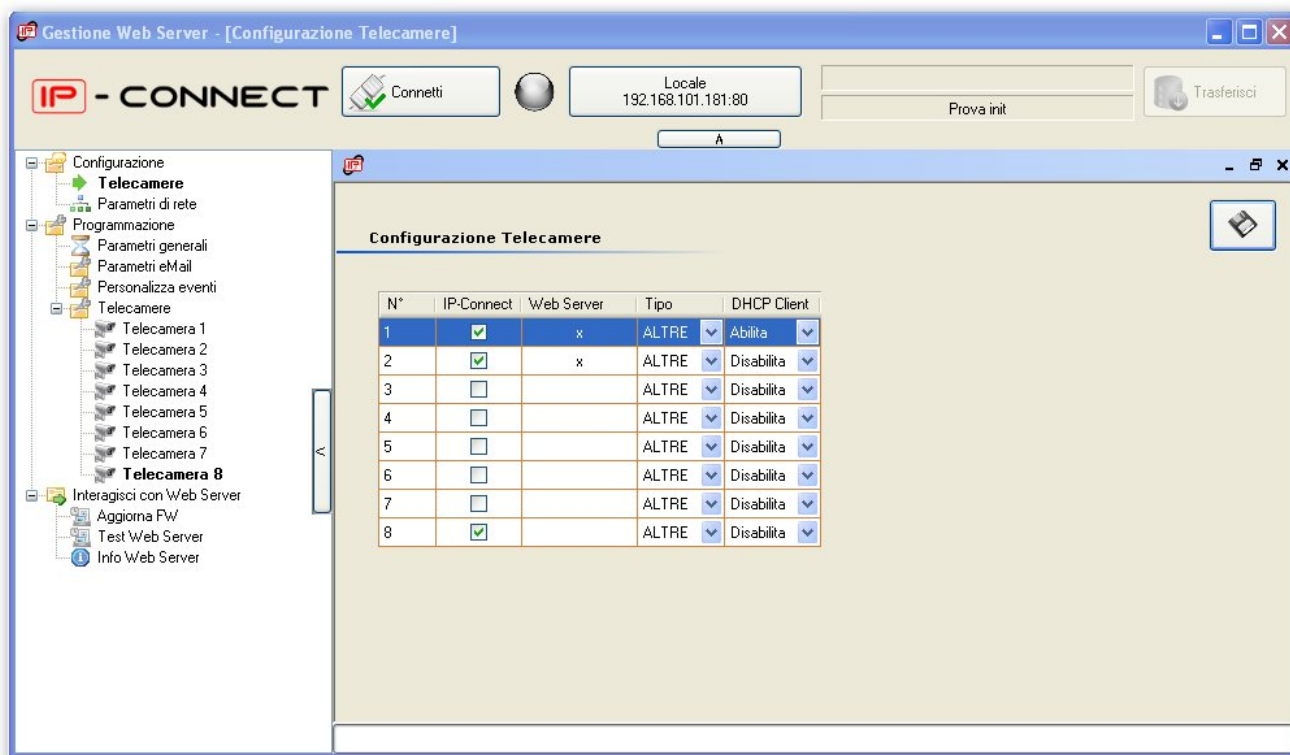 Gestione Web Server - [Configurazione Telecamere]
IP - CONNECT
Connetti
Locale
192.168.101.181:80
Prova init
Trasferisci
A
Configurazione
Telecamere
Parametri di rete
Programmazione
Parametri generali
Parametri eMail
Personalizza eventi
Telecamere
Telecamera 1
Telecamera 2
Telecamera 3
Telecamera 4
Telecamera 5
Telecamera 6
Telecamera 7
Telecamera 8
Interagisci con Web Server
Aggiorna FW
Test Web Server
Info Web Server
<
Configurazione Telecamere
N° IP-Connect Web Server Tipo DHCP Client
1 x ALTRE Abilita
2 x ALTRE Disabilita
3 ALTRE Disabilita
4 ALTRE Disabilita
5 ALTRE Disabilita
6 ALTRE Disabilita
7 ALTRE Disabilita
8 ALTRE Disabilita